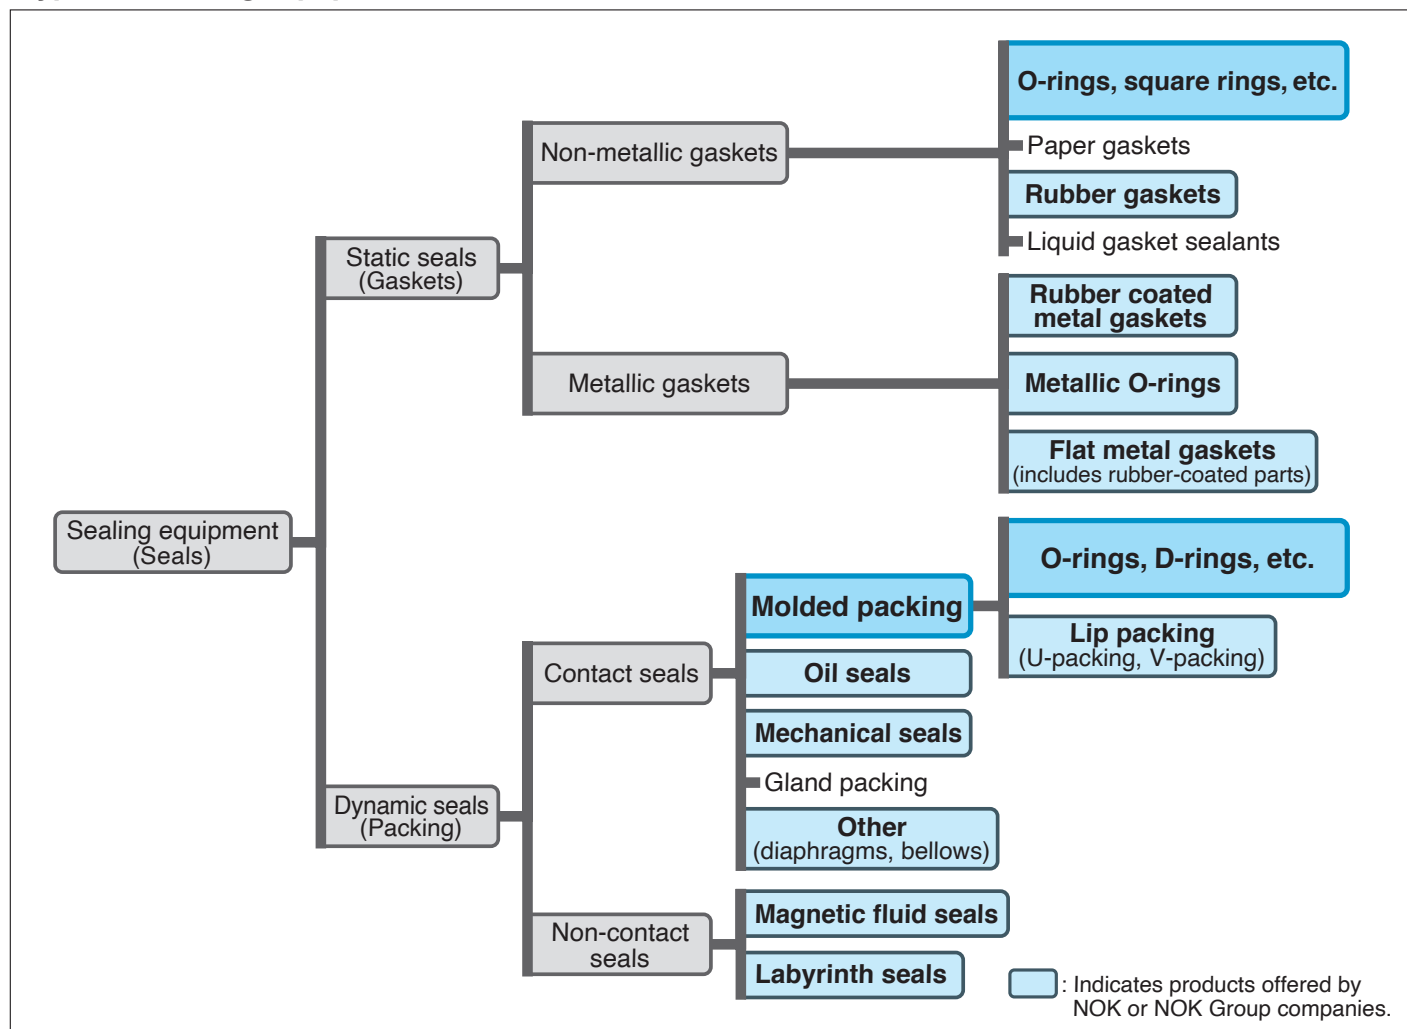 O-rings, square rings, etc.
Non-metallic gaskets
Paper gaskets
Rubber gaskets
Static seals
(Gaskets)
Liquid gasket sealants
Rubber coated
metal gaskets
Metallic gaskets
Metallic O-rings
Flat metal gaskets
(includes rubber-coated parts)
Sealing equipment
(Seals)
O-rings, D-rings, etc.
Molded packing
Lip packing
(U-packing, V-packing)
Contact seals
Oil seals
Mechanical seals
Gland packing
Dynamic seals
(Packing)
Other
(diaphragms, bellows)
Magnetic fluid seals
Non-contact
seals
Labyrinth seals
: Indicates products offered by
NOK or NOK Group companies.